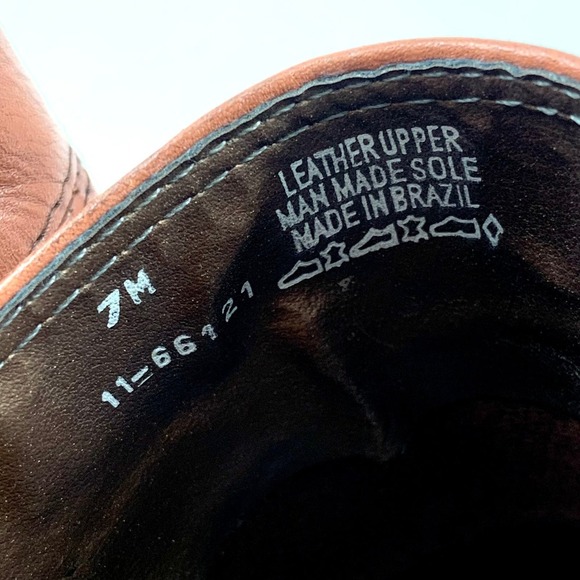 LEATHER UPPER
MAN MADE SOLE
MADE IN BRAZIL
7M
11-66121